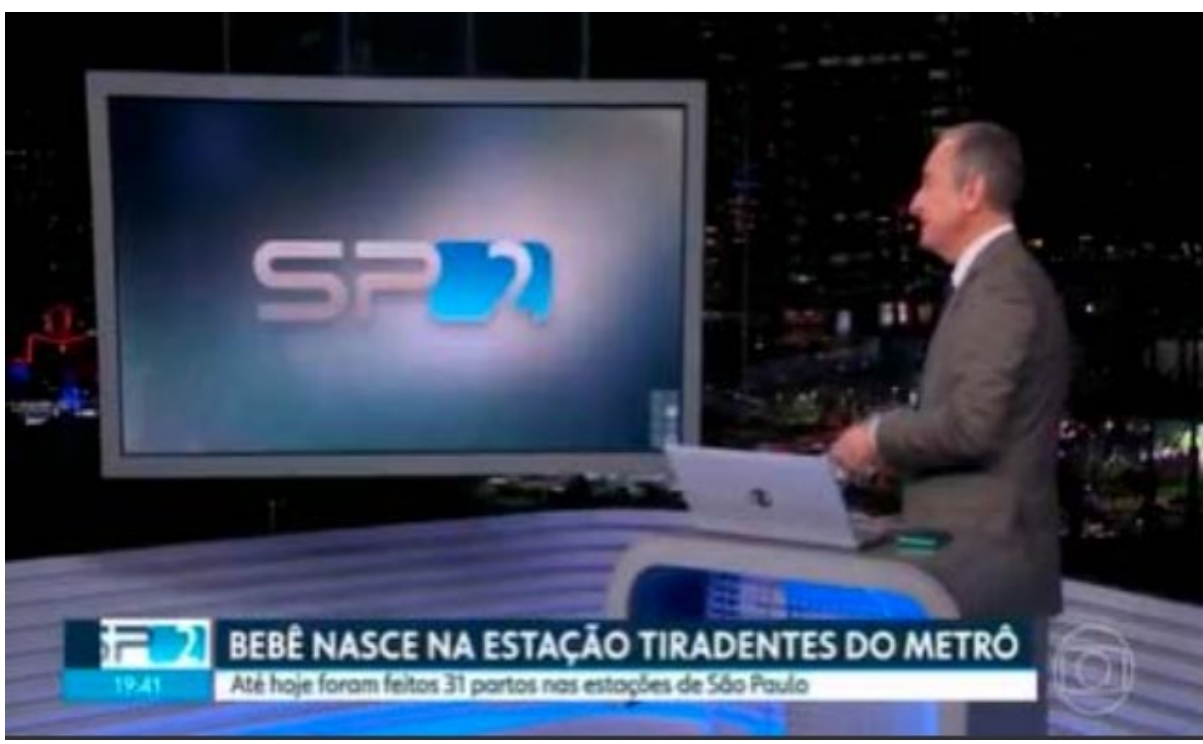 SP2
SP2
BEBÊ NASCE NA ESTAÇÃO TIRADENTES DO METRÔ
19:41
Até hoje foram feitos 31 partos nas estações de São Paulo